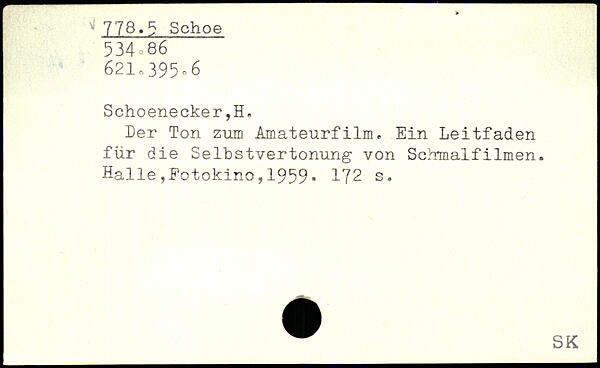 778.5 Schoe
534.86
621.395.6
Schoenecker,H.
Der Ton zum Amateurfilm. Ein Leitfaden
für die Selbstvertonung von Schmalfilmen.
Halle,Fotokino,1959. 172 s.
SK